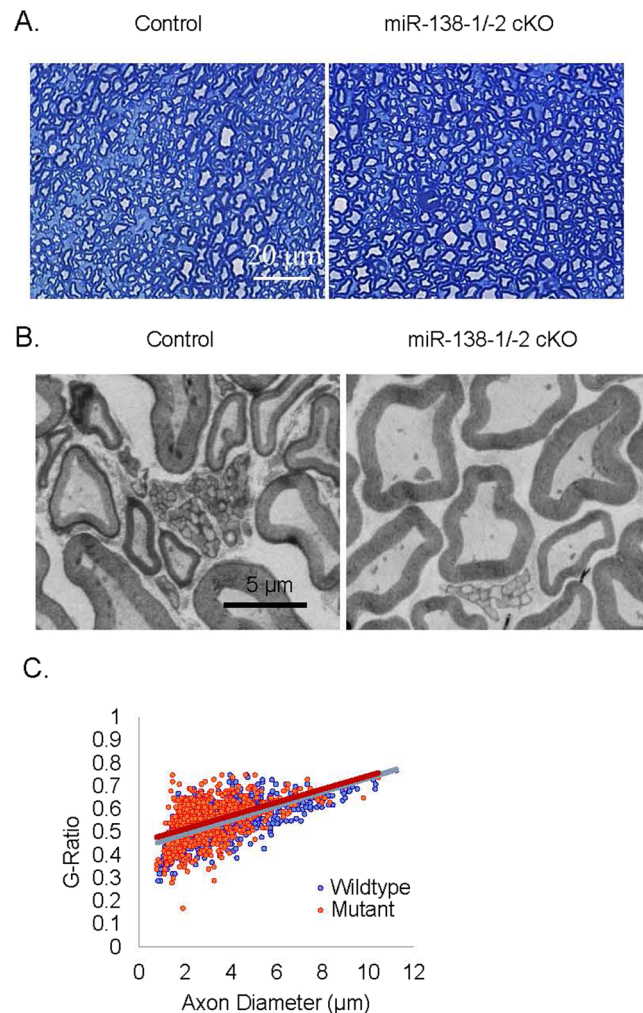 A.
Control
miR-138-1/-2 cKO
20 μm
B.
Control
miR-138-1/-2 cKO
5 μm
C.
1
0.9
0.8
0.7
0.6
0.5
0.4
0.3
0.2
0.1
0
G-Ratio
Wildtype
Mutant
0 2 4 6 8 10 12
Axon Diameter (μm)